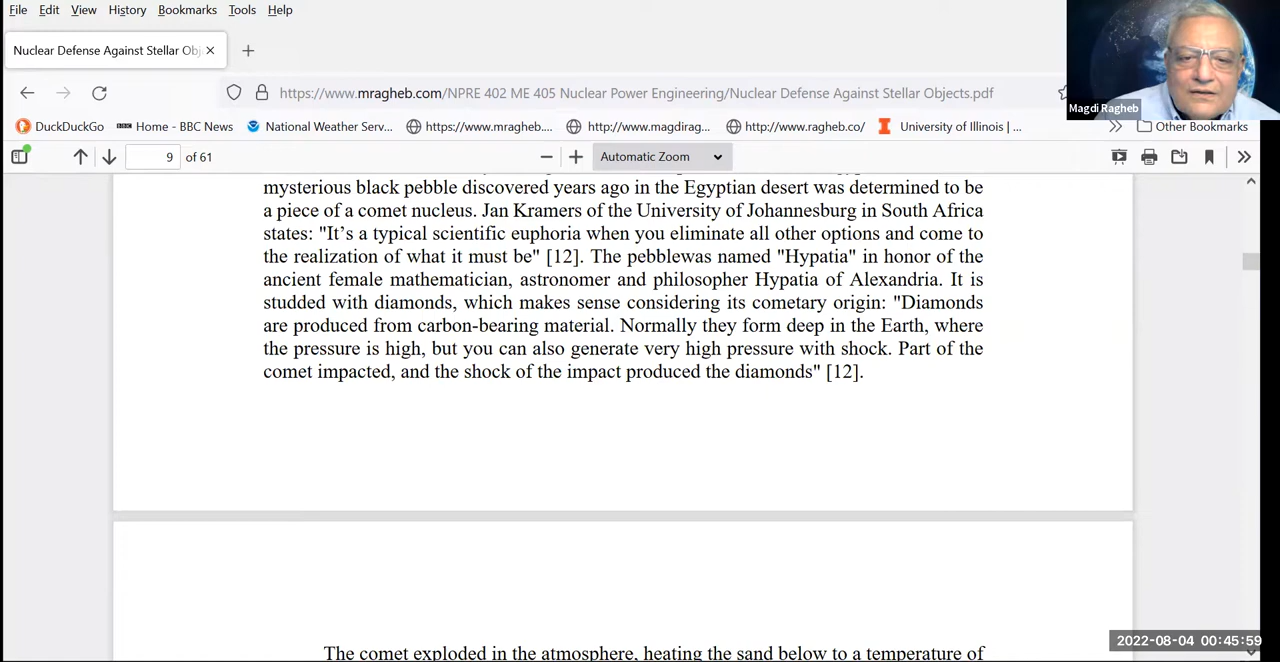 File Edit View History Bookmarks Tools Help
Nuclear Defense Against Stellar Obj
https://www.mragheb.com/NPRE 402 ME 405 Nuclear Power Engineering/Nuclear Defense Against Stellar Objects.pdf
Magdi Ragheb
DuckDuckGo BBC Home - BBC News National Weather Serv... https://www.mragheb.... http://www.magdirag... http://www.ragheb.co/ University of Illinois |... Other Bookmarks
9 of 61 Automatic Zoom
mysterious black pebble discovered years ago in the Egyptian desert was determined to be
a piece of a comet nucleus. Jan Kramers of the University of Johannesburg in South Africa
states: "It’s a typical scientific euphoria when you eliminate all other options and come to
the realization of what it must be" [12]. The pebblewas named "Hypatia" in honor of the
ancient female mathematician, astronomer and philosopher Hypatia of Alexandria. It is
studded with diamonds, which makes sense considering its cometary origin: "Diamonds
are produced from carbon-bearing material. Normally they form deep in the Earth, where
the pressure is high, but you can also generate very high pressure with shock. Part of the
comet impacted, and the shock of the impact produced the diamonds" [12].
2022-08-04 00:45:59
The comet exploded in the atmosphere, heating the sand below to a temperature of